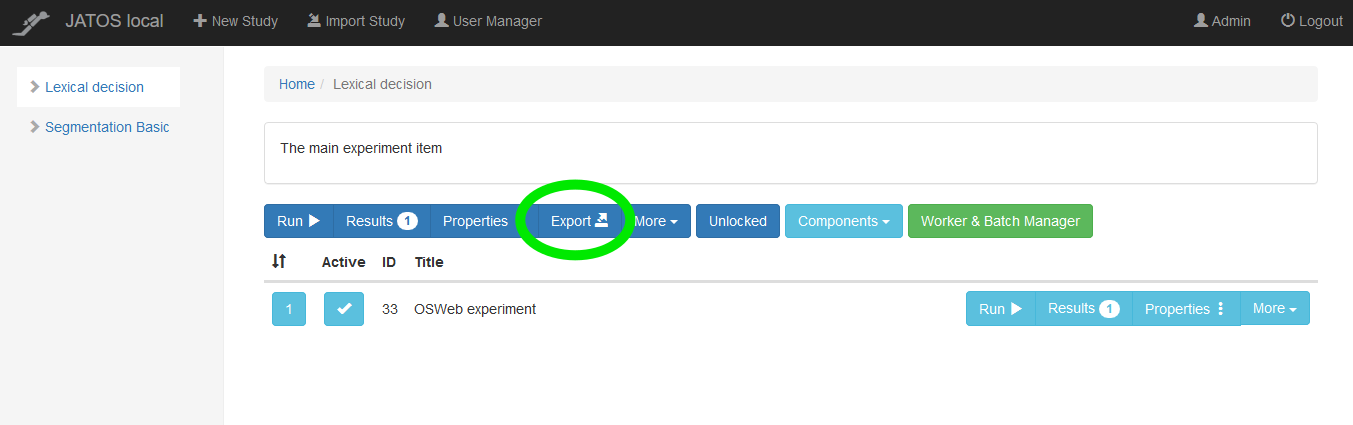 JATOS local New Study Import Study User Manager Admin Logout
Lexical decision
Segmentation Basic
Home / Lexical decision
The main experiment item
Run Results 1 Properties Export More Unlocked Components Worker & Batch Manager
Active ID Title
1 33 OSWeb experiment Run Results 1 Properties More